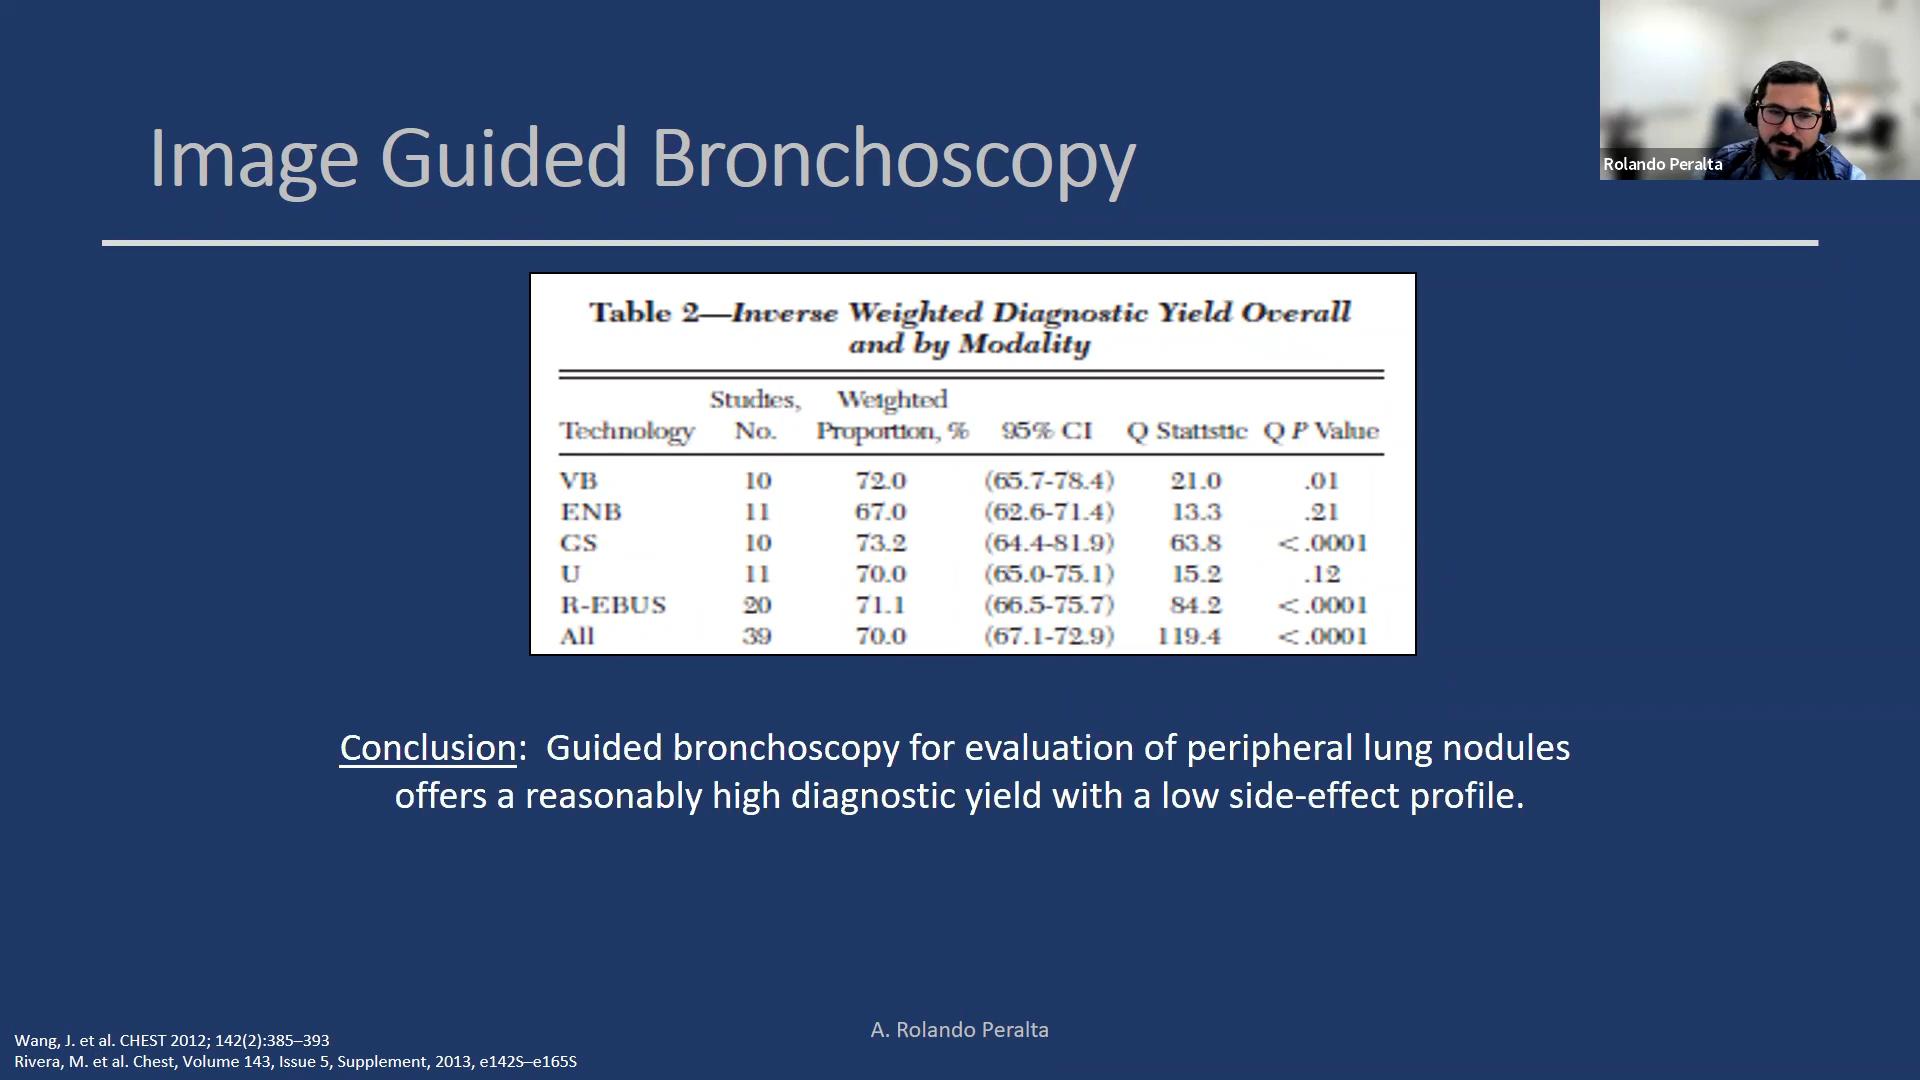 Image Guided Bronchoscopy
Rolando Peralta
Table 2—Inverse Weighted Diagnostic Yield Overall
and by Modality
Studies, Weighted
Technology No. Proportion, % 95% CI Q Statistic Q P Value
VB 10 72.0 (65.7-78.4) 21.0 .01
ENB 11 67.0 (62.6-71.4) 13.3 .21
GS 10 73.2 (64.4-81.9) 63.8 <.0001
U 11 70.0 (65.0-75.1) 15.2 .12
R-EBUS 20 71.1 (66.5-75.7) 84.2 <.0001
All 39 70.0 (67.1-72.9) 119.4 <.0001
Conclusion: Guided bronchoscopy for evaluation of peripheral lung nodules
offers a reasonably high diagnostic yield with a low side-effect profile.
A. Rolando Peralta
Wang, J. et al. CHEST 2012; 142(2):385–393
Rivera, M. et al. Chest, Volume 143, Issue 5, Supplement, 2013, e142S–e165S